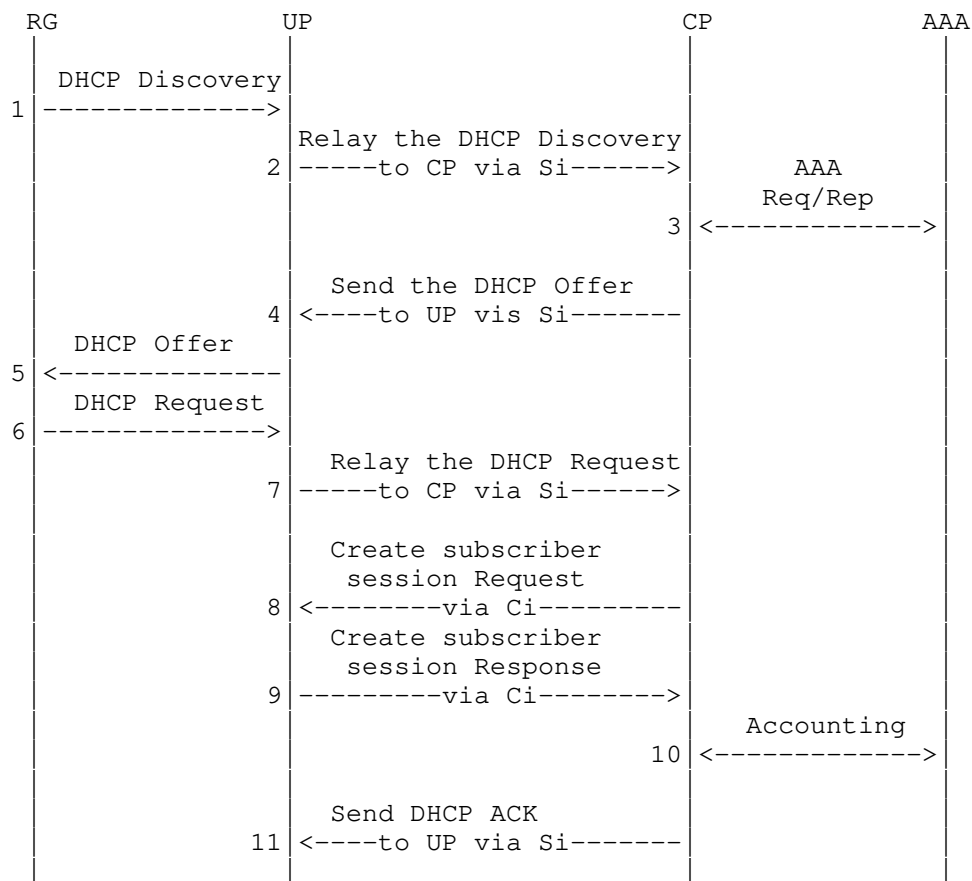 RG UP CP AAA
DHCP Discovery
1 -------------->
Relay the DHCP Discovery
2 -----to CP via Si------> AAA
Req/Rep
3 <------------->
Send the DHCP Offer
4 <----to UP vis Si-------
DHCP Offer
5 <--------------
DHCP Request
6 -------------->
Relay the DHCP Request
7 -----to CP via Si------>
Create subscriber
session Request
8 <--------via Ci---------
Create subscriber
session Response
9 ---------via Ci-------->
Accounting
10 <------------->
Send DHCP ACK
11 <----to UP via Si-------